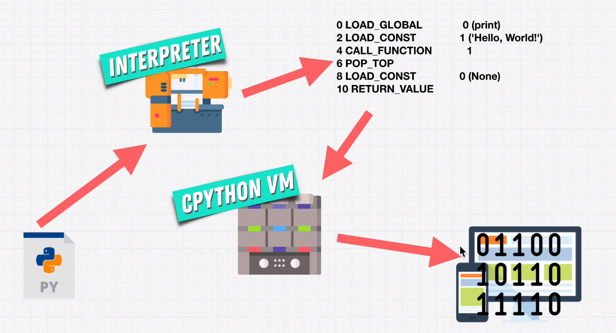 INTERPRETER
0 LOAD_GLOBAL 0 (print)
2 LOAD_CONST 1 ('Hello, World!')
4 CALL_FUNCTION 1
6 POP_TOP
8 LOAD_CONST 0 (None)
10 RETURN_VALUE
CPYTHON VM
PY
01100
10110
11110